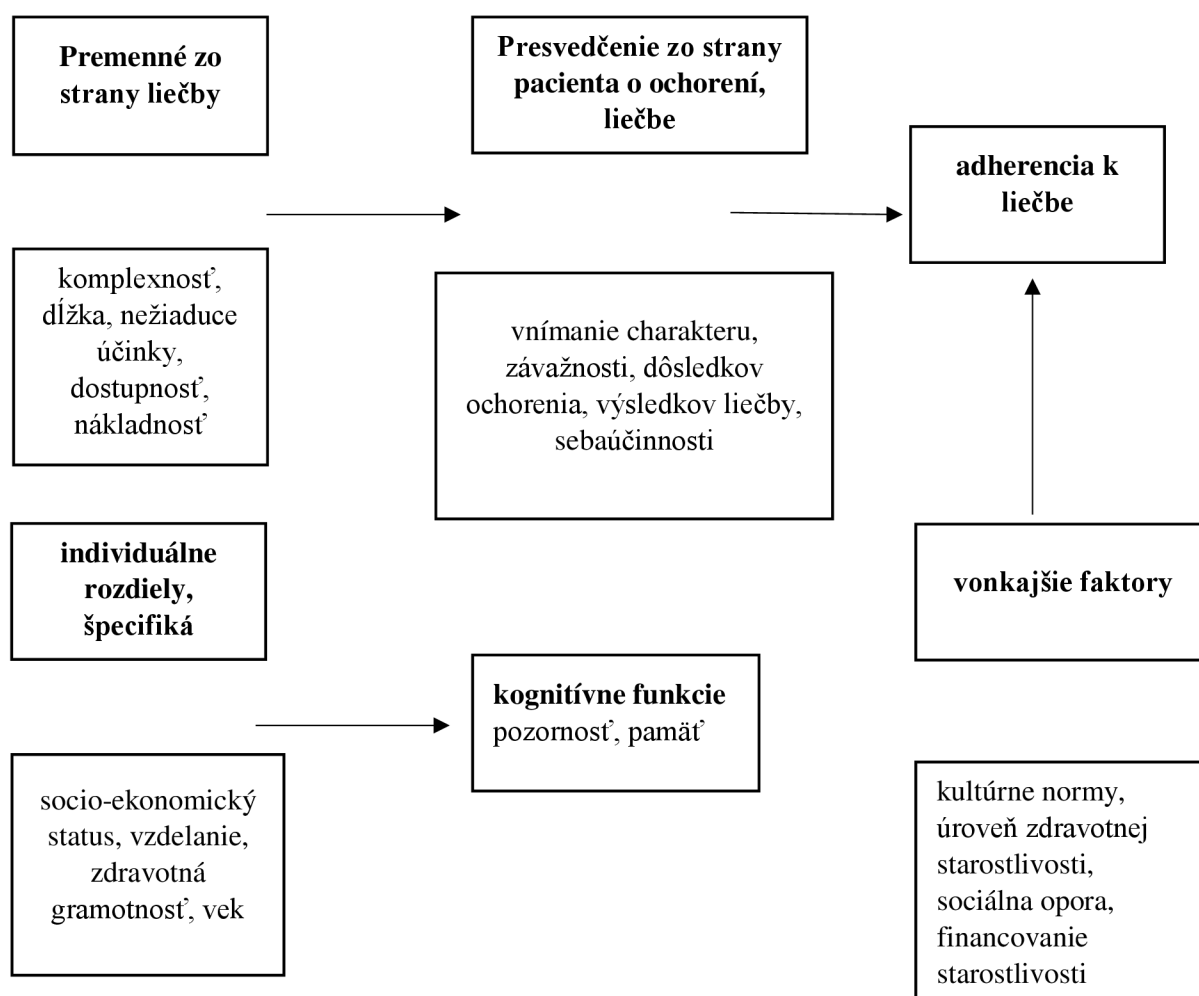 Premenné zo
strany liečby
Presvedčenie zo strany
pacienta o ochorení,
liečbe
adherencia k
liečbe
komplexnosť,
dĺžka, nežiaduce
účinky,
dostupnosť,
nákladnosť
vnímanie charakteru,
závažnosti, dôsledkov
ochorenia, výsledkov liečby,
sebaúčinnosti
individuálne
rozdiely,
špecifiká
vonkajšie faktory
kognitívne funkcie
pozornosť, pamäť
socio-ekonomický
status, vzdelanie,
zdravotná
gramotnosť, vek
kultúrne normy,
úroveň zdravotnej
starostlivosti,
sociálna opora,
financovanie
starostlivosti